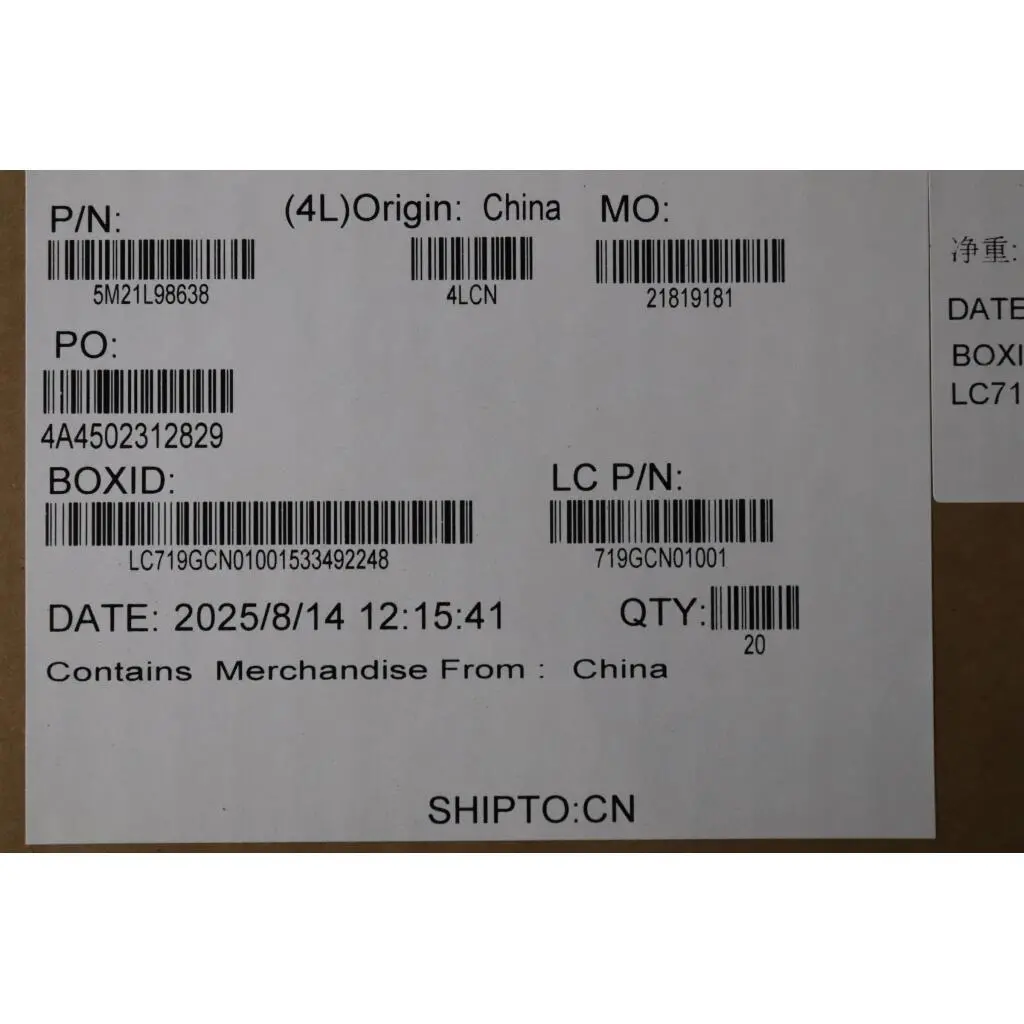 P/N:
(4L)Origin: China
MO:
5M21L98638
4LCN
21819181
PO:
4A4502312829
BOXID:
LC P/N:
LC719GCN01001533492248
719GCN01001
DATE: 2025/8/14 12:15:41
QTY:
20
Contains Merchandise From : China
SHIPTO:CN
净重:
DATE
BOXI
LC71